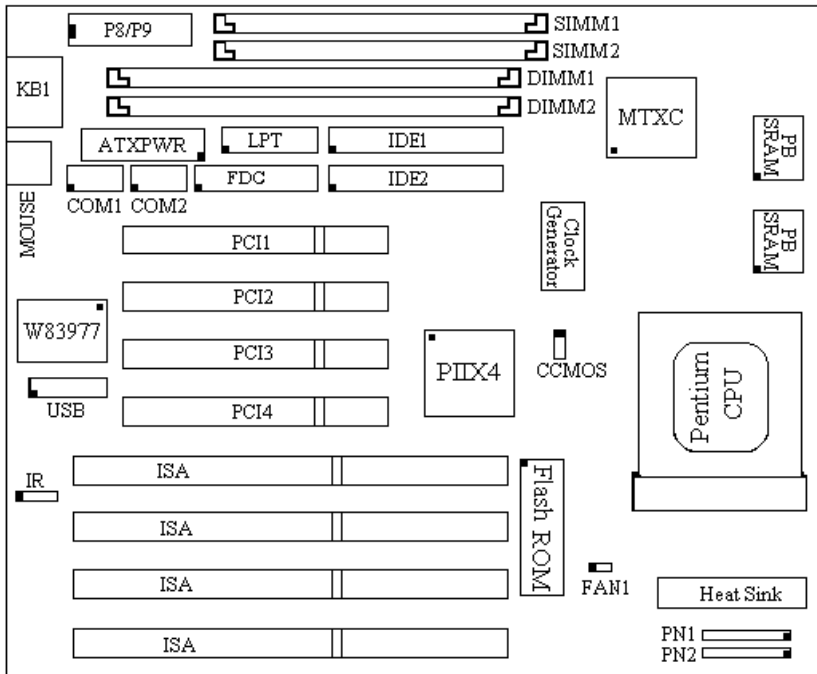 P8/P9
SIMM1
SIMM2
DIMM1
DIMM2
KB1
MTXC
PB
SRAM
ATXPWR
LPT
IDE1
COM1
COM2
FDC
IDE2
MOUSE
PB
SRAM
Clock
Generator
PCI1
PCI2
W83977
PCI3
PIIX4
CCMOS
Pentium
CPU
USB
PCI4
IR
ISA
Flash ROM
ISA
ISA
FAN1
Heat Sink
ISA
PN1
PN2